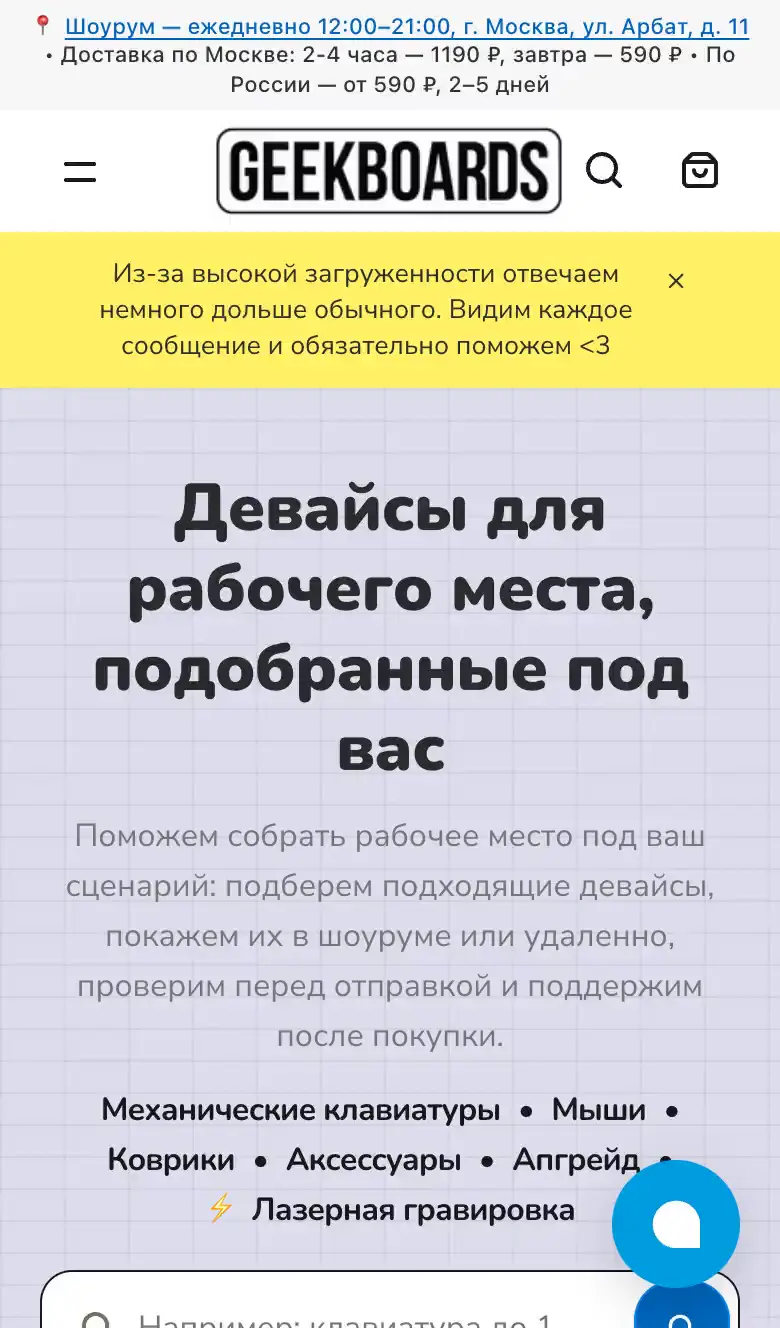 Шоурум — ежедневно 12:00–21:00, г. Москва, ул. Арбат, д. 11
• Доставка по Москве: 2-4 часа — 1190 ₽, завтра — 590 ₽ • По
России — от 590 ₽, 2–5 дней
GEEKBOARDS
Из-за высокой загруженности отвечаем
немного дольше обычного. Видим каждое
сообщение и обязательно поможем <3
Девайсы для
рабочего места,
подобранные под
вас
Поможем собрать рабочее место под ваш
сценарий: подберем подходящие девайсы,
покажем их в шоуруме или удаленно,
проверим перед отправкой и поддержим
после покупки.
Механические клавиатуры • Мыши •
Коврики • Аксессуары • Апгрейд •
⚡ Лазерная гравировка
Например: клавиатура до 1